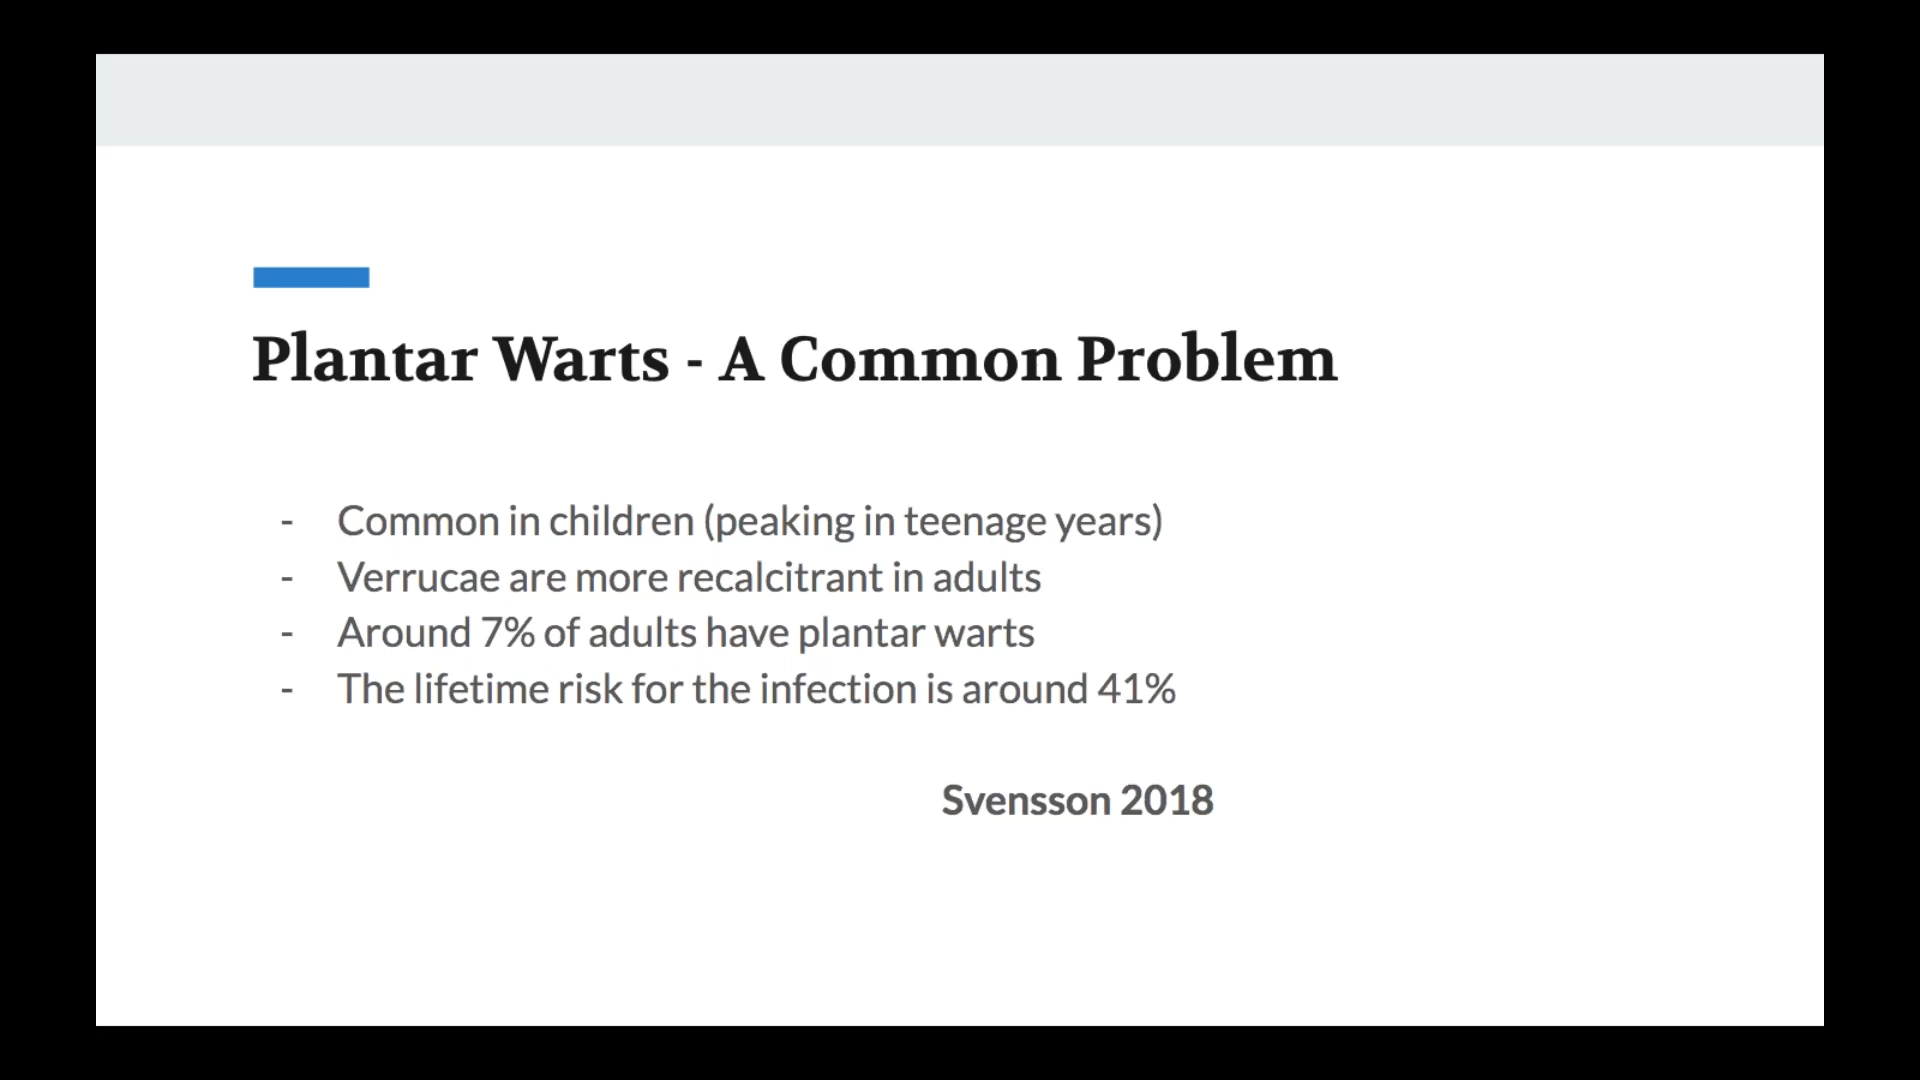 Plantar Warts - A Common Problem
- Common in children (peaking in teenage years)
- Verrucae are more recalcitrant in adults
- Around 7% of adults have plantar warts
- The lifetime risk for the infection is around 41%
Svensson 2018